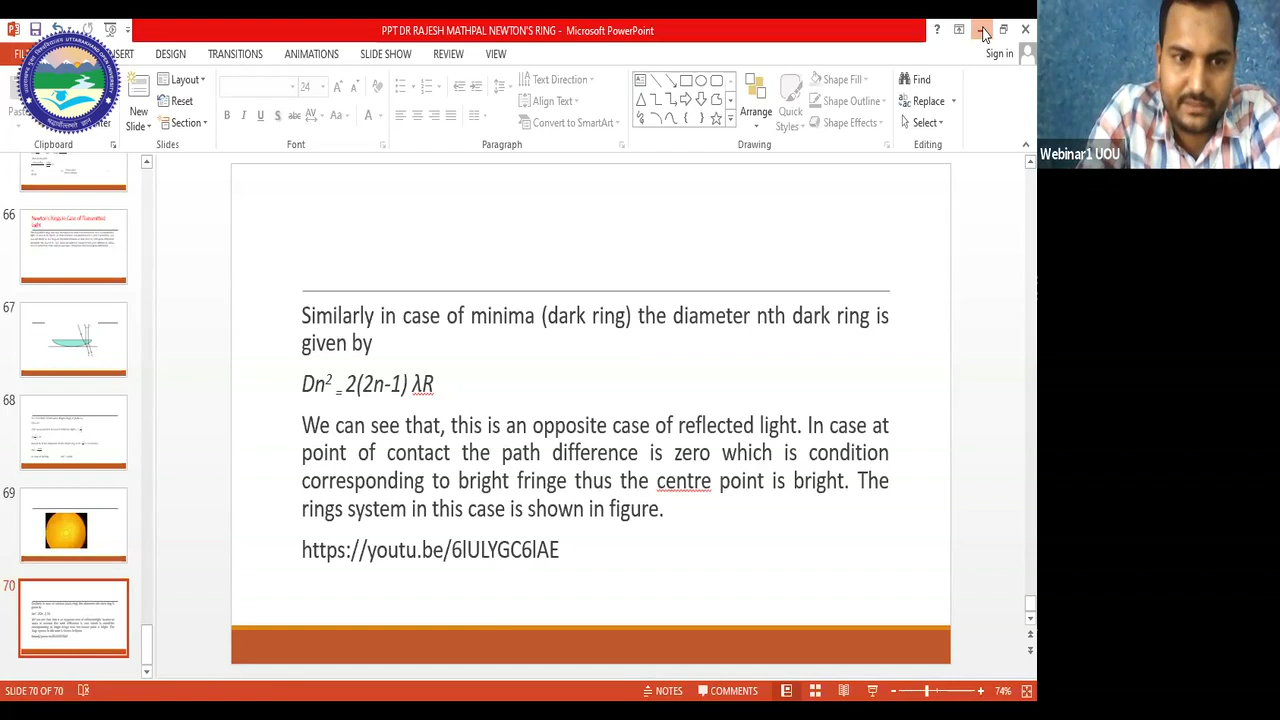 PPT DR RAJESH MATHPAL NEWTON'S RING - Microsoft PowerPoint
Sign in
INSERT DESIGN TRANSITIONS ANIMATIONS SLIDE SHOW REVIEW VIEW
New Slide
Layout
Reset
Section
24
B I U S abc AV Aa A
Text Direction
Align Text
Convert to SmartArt
Arrange
Quick Styles
Shape Fill
Shape Outline
Shape Effects
Find
Replace
Select
Clipboard Slides Font Paragraph Drawing Editing
Webinar1 UOU
66
Newton's Rings in Case of Transmitted Light
67
68
69
70
Similarly in case of minima (dark ring) the diameter nth dark ring is
given by
Dn² = 2(2n-1) λR
We can see that, this is an opposite case of reflected light. In case at
point of contact the path difference is zero which is condition
corresponding to bright fringe thus the centre point is bright. The
rings system in this case is shown in figure.
https://youtu.be/6lULYGC6lAE
SLIDE 70 OF 70
NOTES
COMMENTS
74%